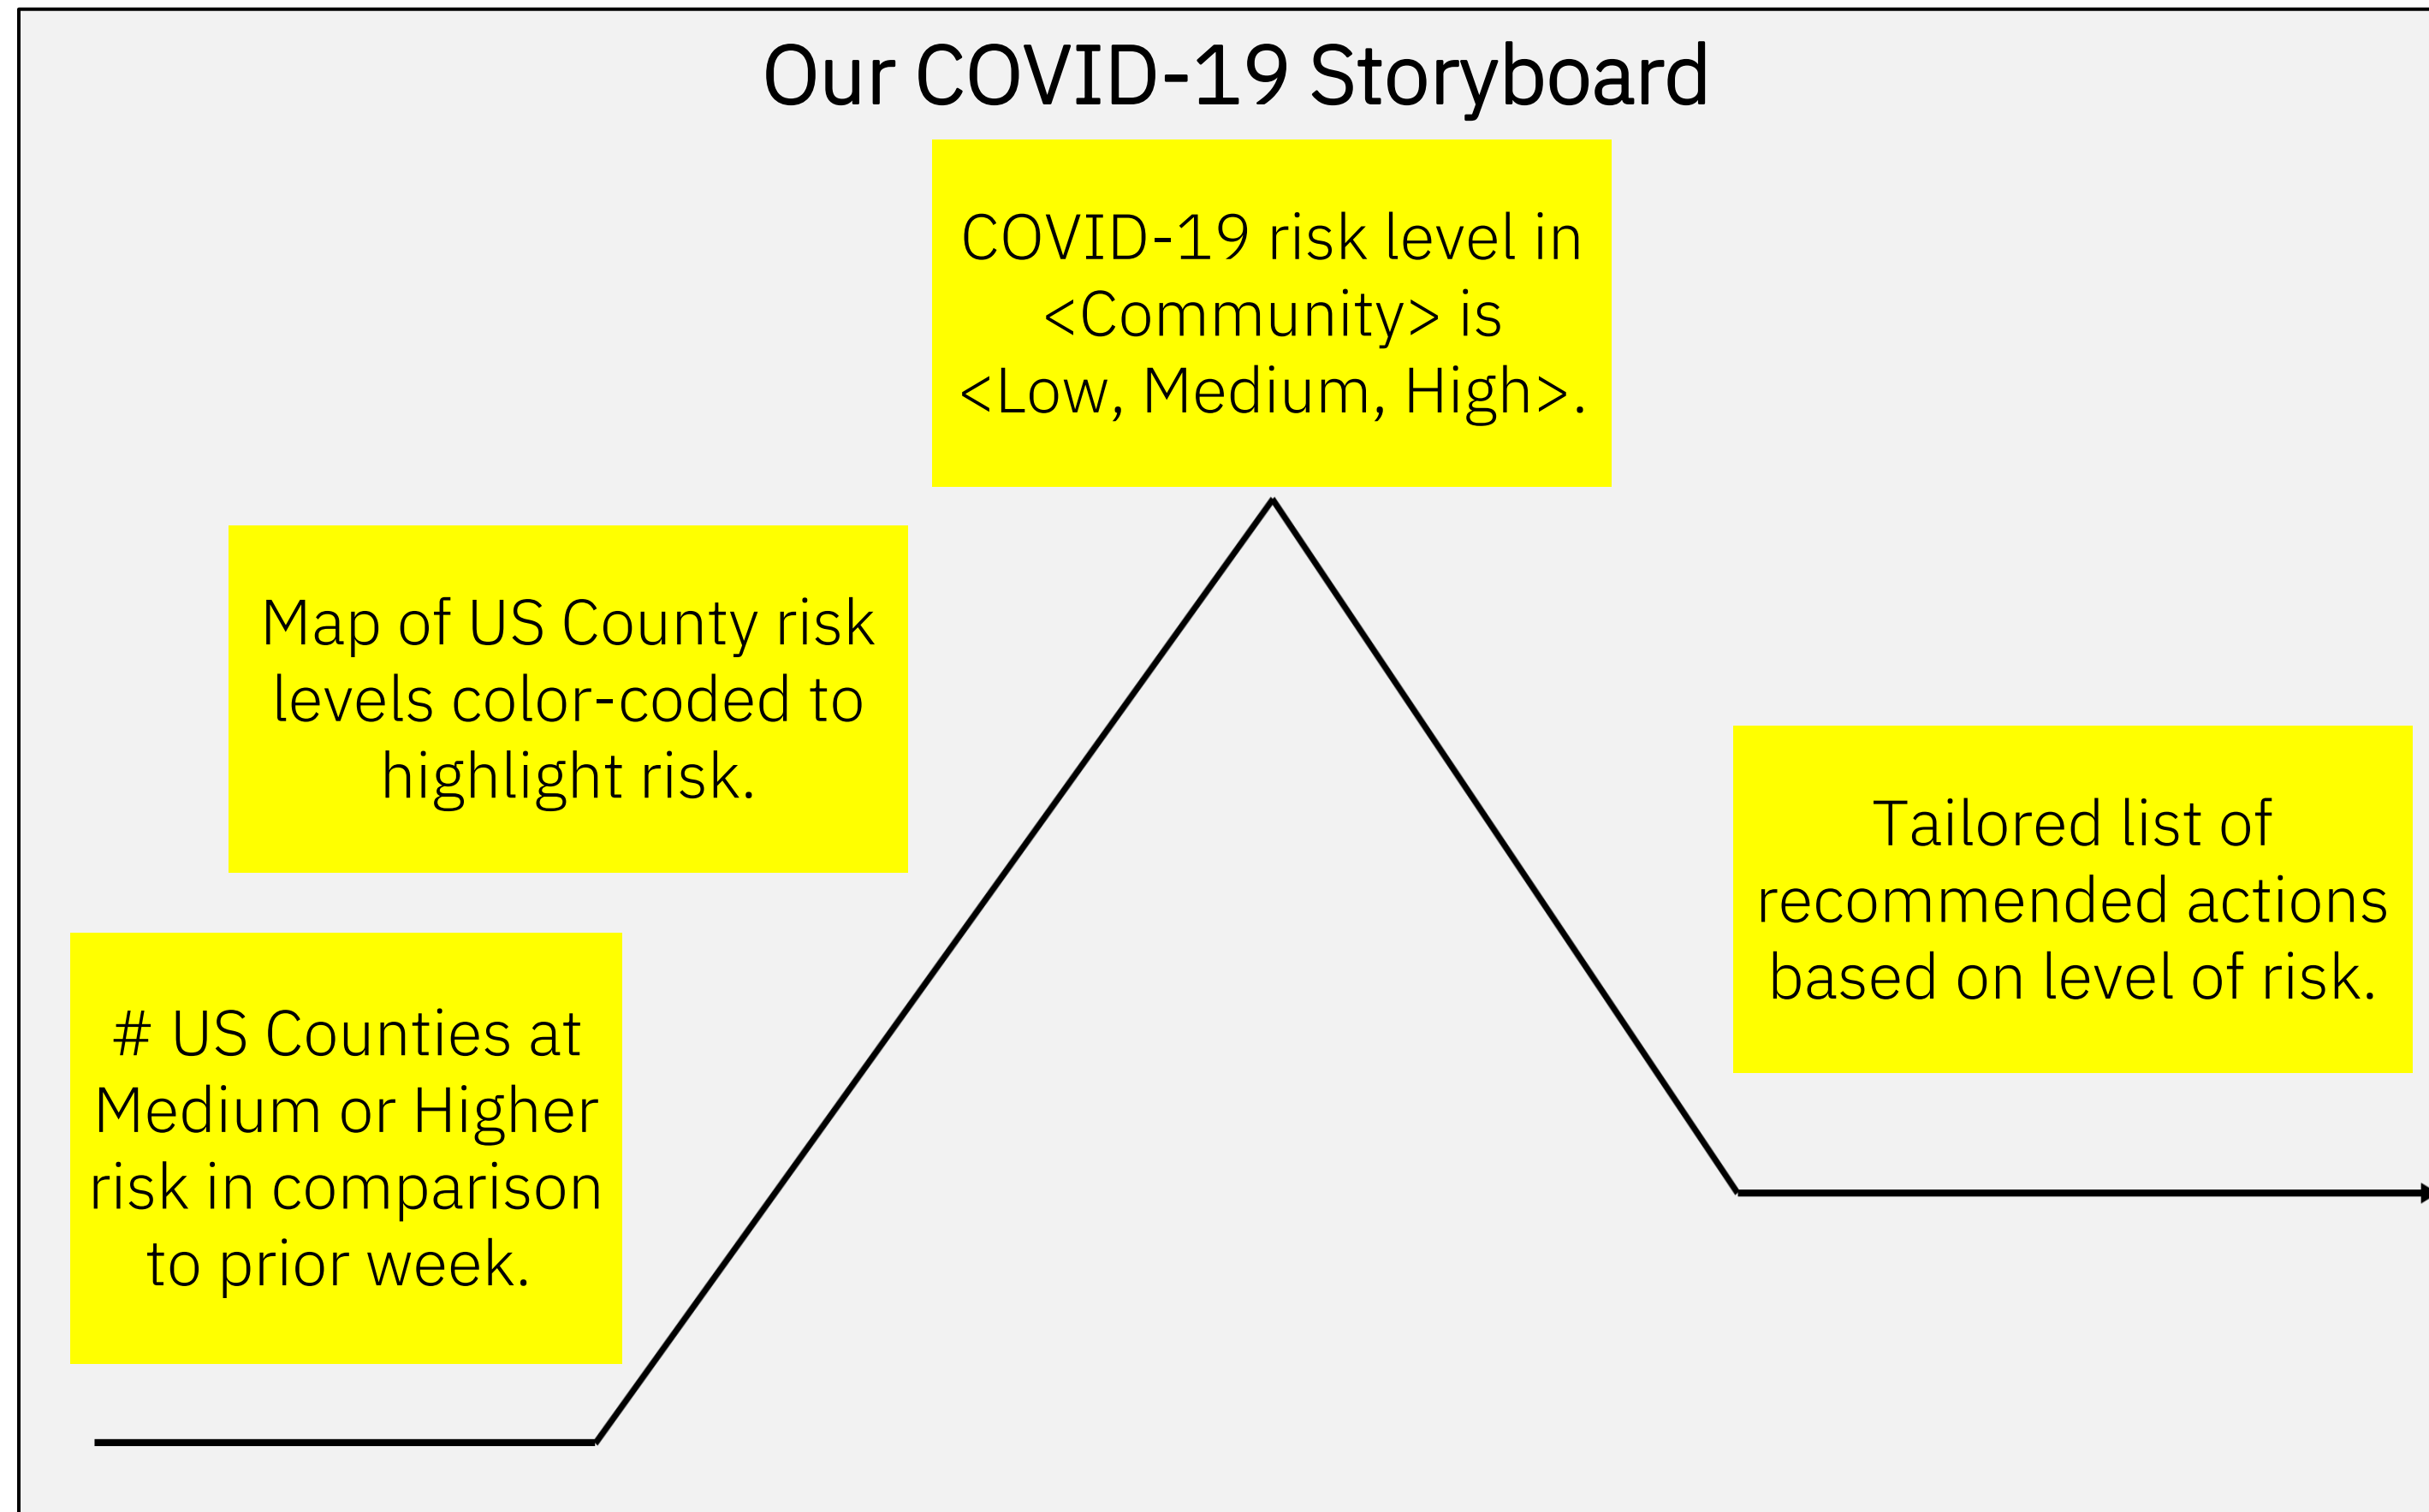 Our COVID-19 Storyboard
COVID-19 risk level in
<Community> is
<Low, Medium, High>.
Map of US County risk
levels color-coded to
highlight risk.
# US Counties at
Medium or Higher
risk in comparison
to prior week.
Tailored list of
recommended actions
based on level of risk.